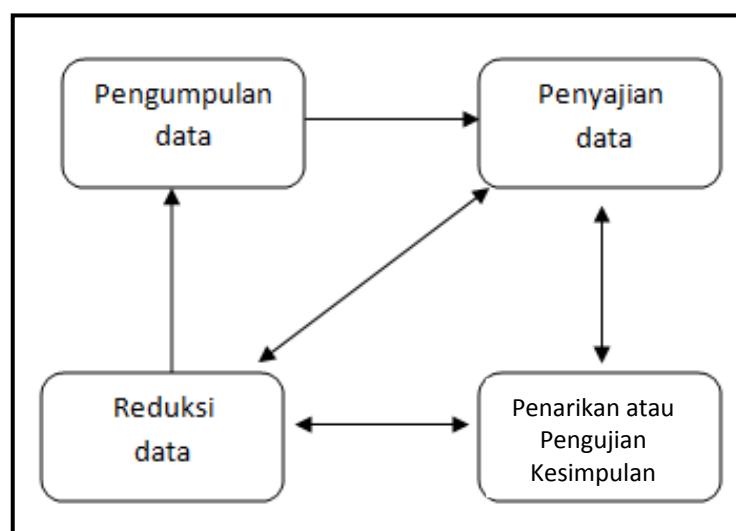 Pengumpulan
data
Penyajian
data
Reduksi
data
Penarikan atau
Pengujian
Kesimpulan